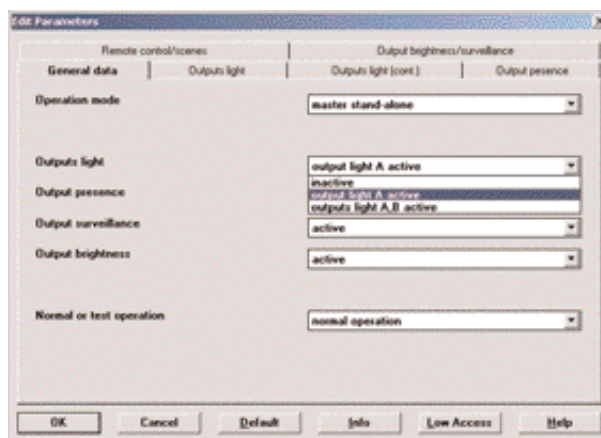 Edit Parameters
Remote control/scenes Output brightness/surveillance
General data Outputs light Outputs light (cont.) Output pesence
Operation mode master stand-alone
Outputs light output light A active
inactive
Output presence output light A active
outputs light A,B active
Output surveillance active
Output brightness active
Normal or test operation normal operation
OK Cancel Default Info Low Access Help